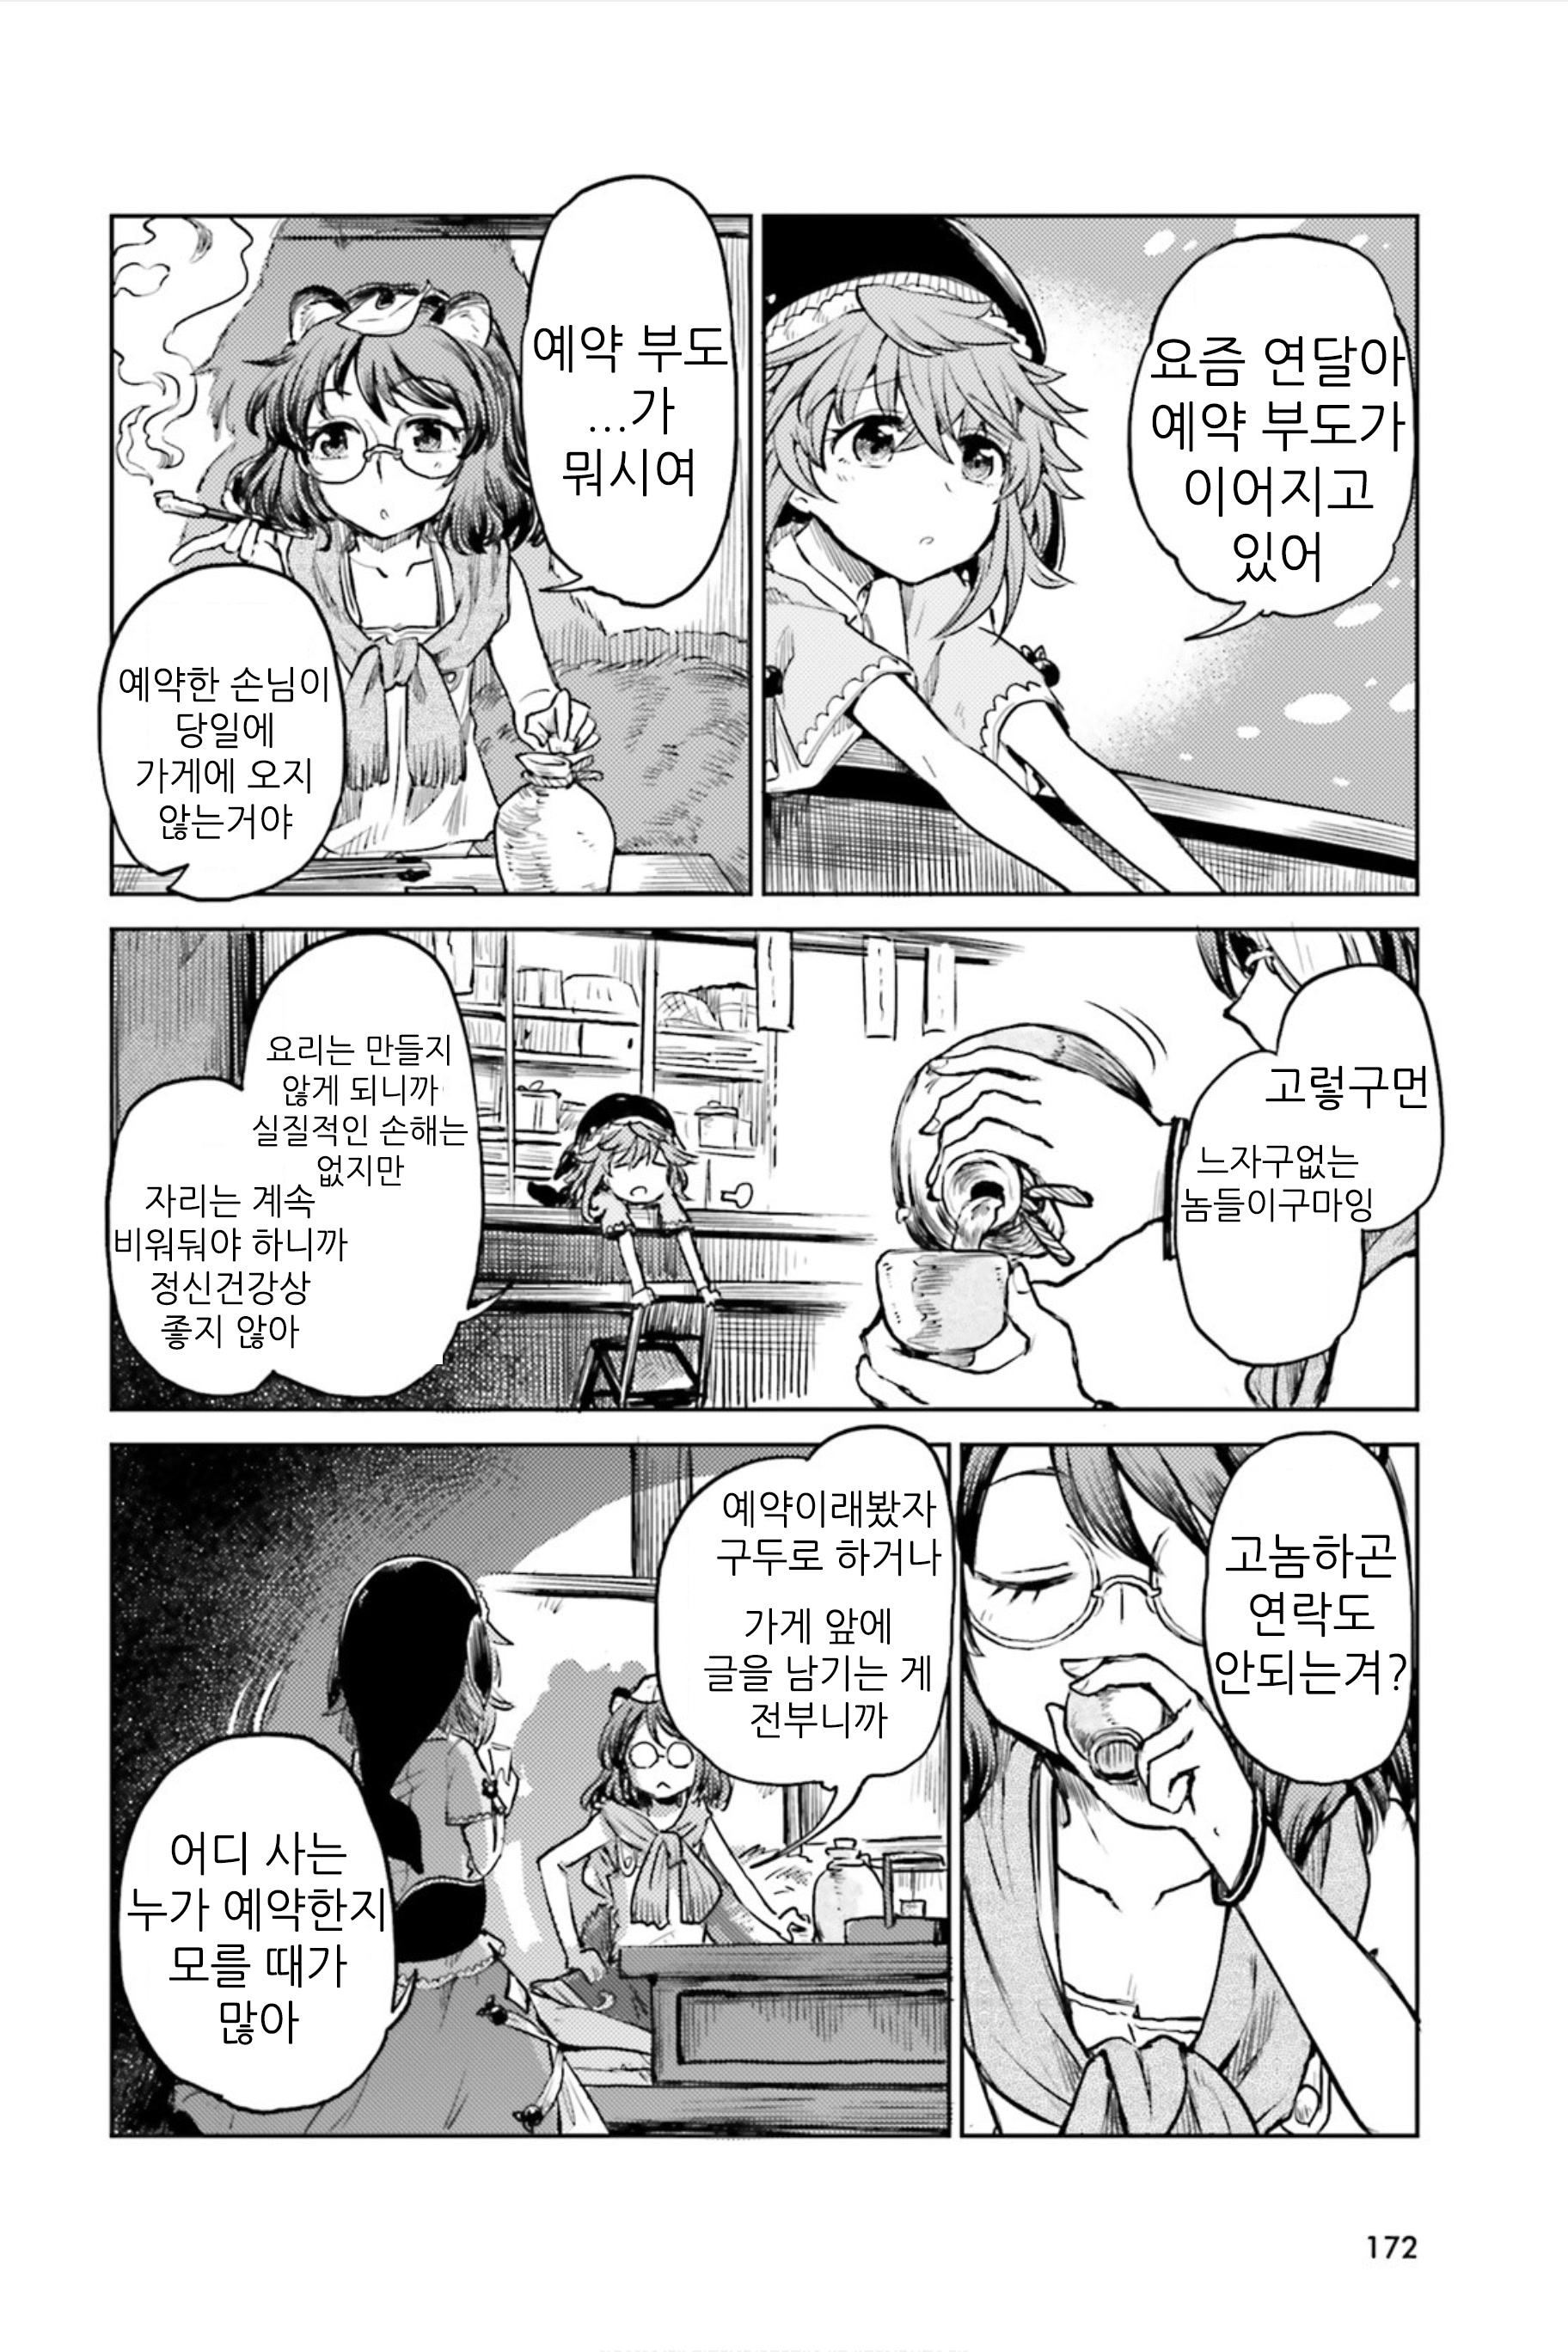 요즘 연달아
예약 부도가
이어지고
있어
예약 부도
...가
뭐시여
예약한 손님이
당일에
가게에 오지
않는거야
고렇구먼
느자구없는
놈들이구마잉
요리는 만들지
않게 되니까
실질적인 손해는
없지만
자리는 계속
비워둬야 하니까
정신건강상
좋지 않아
고놈하곤
연락도
안되는겨?
예약이래봤자
구두로 하거나
가게 앞에
글을 남기는 게
전부니까
어디 사는
누가 예약한지
모를 때가
많아
172